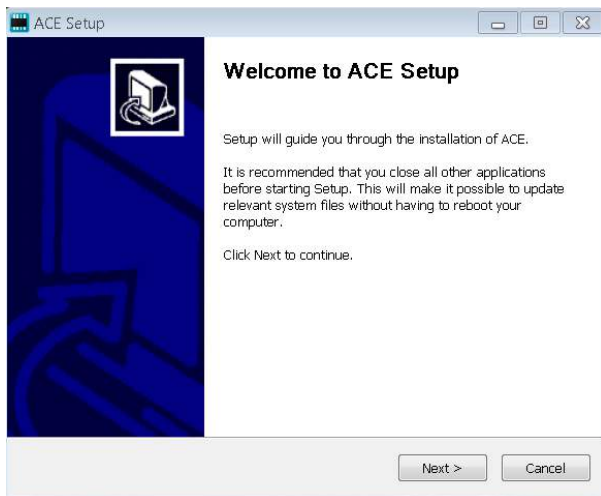 ACE Setup
Welcome to ACE Setup
Setup will guide you through the installation of ACE.
It is recommended that you close all other applications
before starting Setup. This will make it possible to update
relevant system files without having to reboot your
computer.
Click Next to continue.
Next >
Cancel